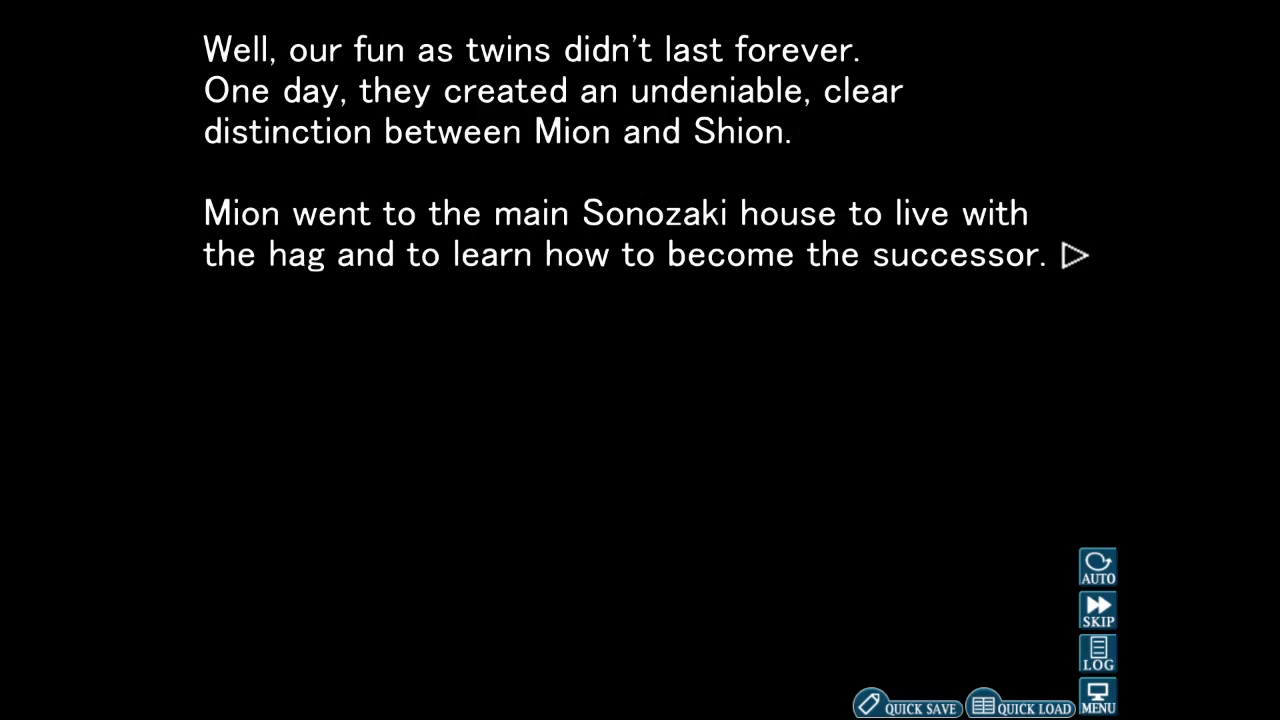 Well, our fun as twins didn't last forever.
One day, they created an undeniable, clear
distinction between Mion and Shion.
Mion went to the main Sonozaki house to live with
the hag and to learn how to become the successor.
AUTO
SKIP
LOG
MENU
QUICK SAVE
QUICK LOAD